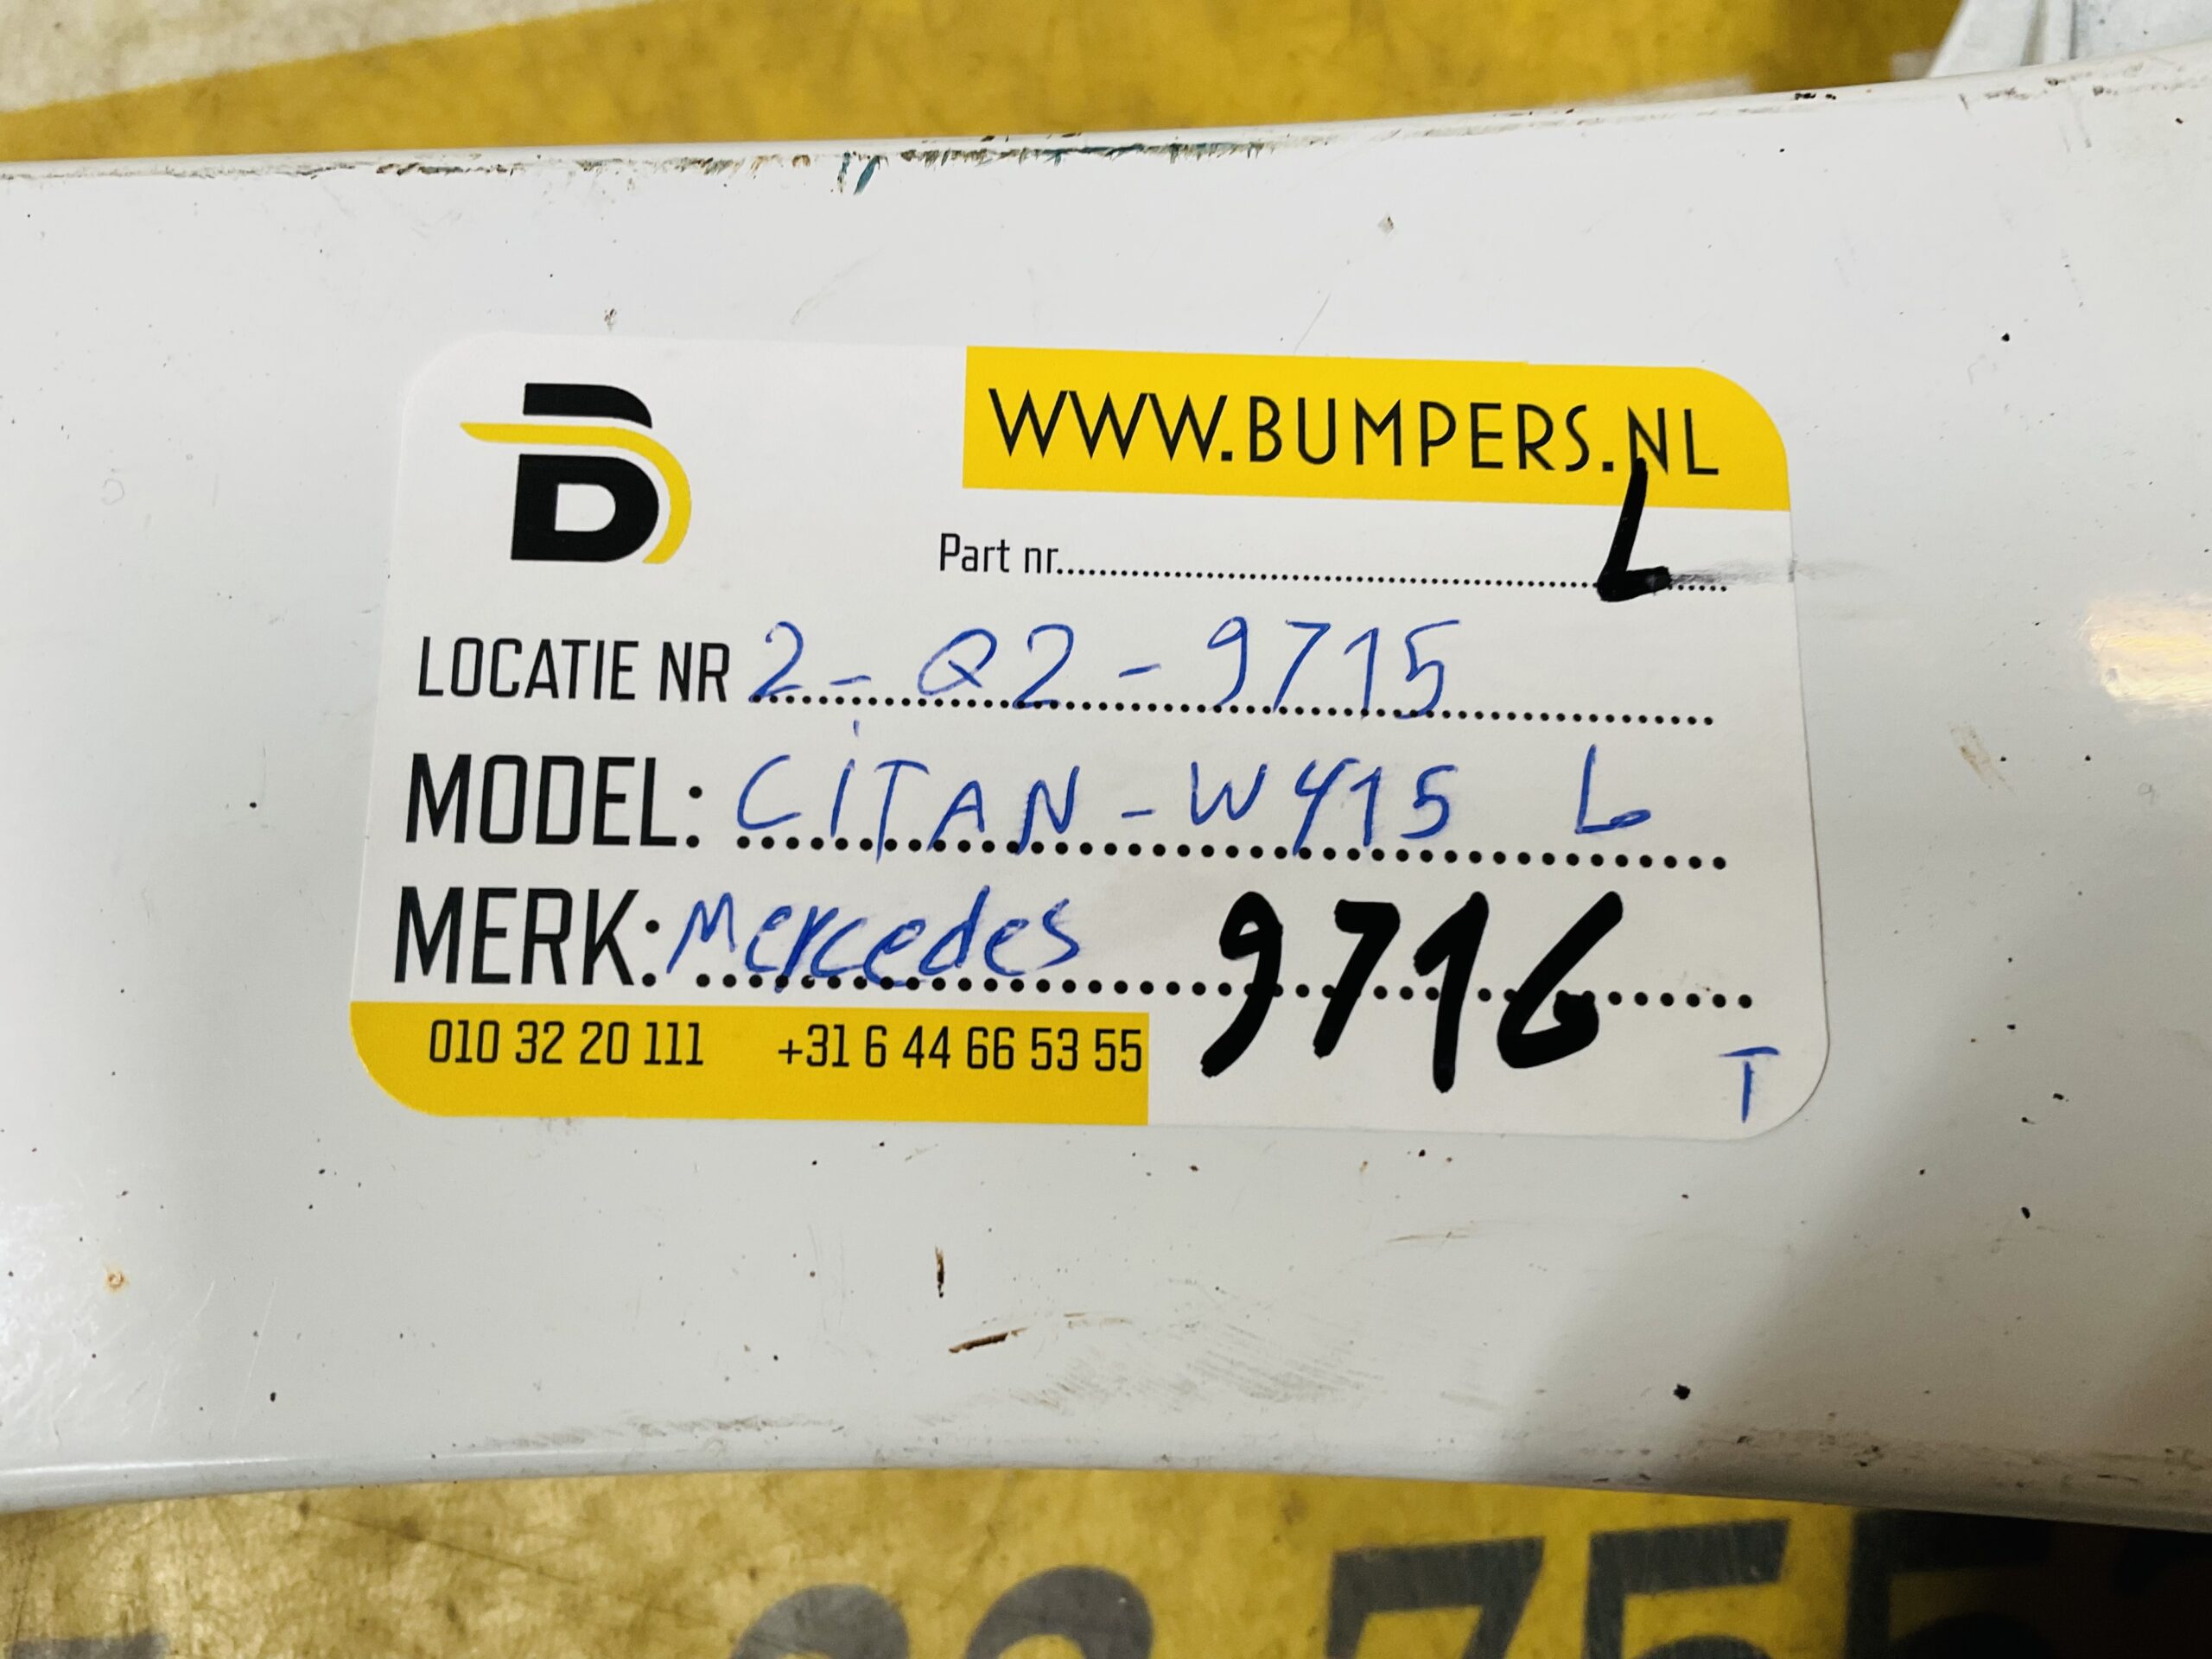 WWW.BUMPERS.NL
Part nr. L
LOCATIE NR 2-Q2-9715
MODEL: CITAN-W415 L
MERK: Mercedes 9716
010 32 20 111 +31 6 44 66 53 55
T